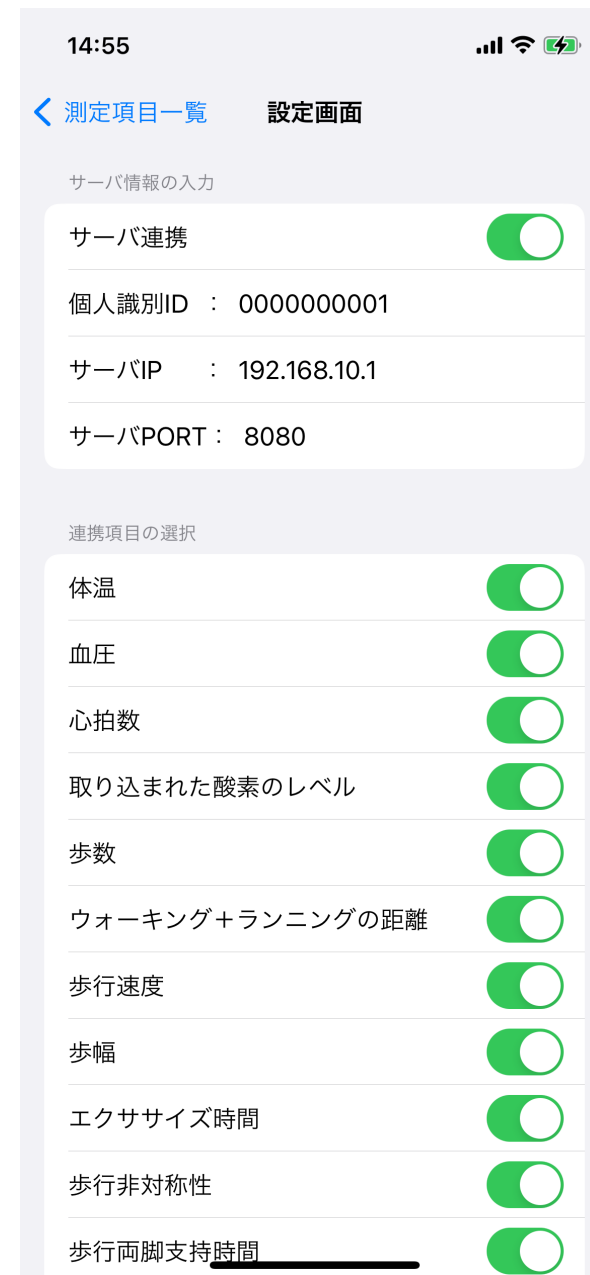 14:55
測定項目一覧 設定画面
サーバ情報の入力
サーバ連携
個人識別ID : 0000000001
サーバIP : 192.168.10.1
サーバPORT : 8080
連携項目の選択
体温
血圧
心拍数
取り込まれた酸素のレベル
歩数
ウォーキング＋ランニングの距離
歩行速度
歩幅
エクササイズ時間
歩行非対称性
歩行両脚支持時間